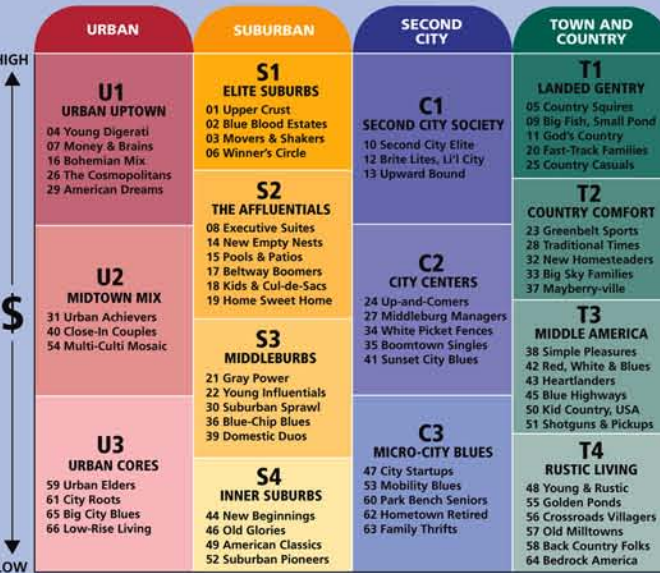 URBAN
SUBURBAN
SECOND
CITY
TOWN AND
COUNTRY
HIGH
$
LOW
U1
URBAN UPTOWN
04 Young Digerati
07 Money & Brains
16 Bohemian Mix
26 The Cosmopolitans
29 American Dreams
U2
MIDTOWN MIX
31 Urban Achievers
40 Close-In Couples
54 Multi-Culti Mosaic
U3
URBAN CORES
59 Urban Elders
61 City Roots
65 Big City Blues
66 Low-Rise Living
S1
ELITE SUBURBS
01 Upper Crust
02 Blue Blood Estates
03 Movers & Shakers
06 Winner's Circle
S2
THE AFFLUENTIALS
08 Executive Suites
14 New Empty Nests
15 Pools & Patios
17 Beltway Boomers
18 Kids & Cul-de-Sacs
19 Home Sweet Home
S3
MIDDLEBURBS
21 Gray Power
22 Young Influentials
30 Suburban Sprawl
36 Blue-Chip Blues
39 Domestic Duos
S4
INNER SUBURBS
44 New Beginnings
46 Old Glories
49 American Classics
52 Suburban Pioneers
C1
SECOND CITY SOCIETY
10 Second City Elite
12 Brite Lites, Li'l City
13 Upward Bound
C2
CITY CENTERS
24 Up-and-Comers
27 Middleburg Managers
34 White Picket Fences
35 Boomtown Singles
41 Sunset City Blues
C3
MICRO-CITY BLUES
47 City Startups
53 Mobility Blues
60 Park Bench Seniors
62 Hometown Retired
63 Family Thrifts
T1
LANDED GENTRY
05 Country Squires
09 Big Fish, Small Pond
11 God's Country
20 Fast-Track Families
25 Country Casuals
T2
COUNTRY COMFORT
23 Greenbelt Sports
28 Traditional Times
32 New Homesteaders
33 Big Sky Families
37 Mayberry-ville
T3
MIDDLE AMERICA
38 Simple Pleasures
42 Red, White & Blues
43 Heartlanders
45 Blue Highways
50 Kid Country, USA
51 Shotguns & Pickups
T4
RUSTIC LIVING
48 Young & Rustic
55 Golden Ponds
56 Crossroads Villagers
57 Old Milltowns
58 Back Country Folks
64 Bedrock America